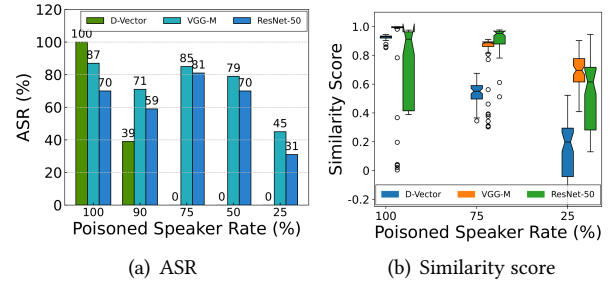 D-Vector VGG-M ResNet-50
120
100
80
60
40
20
0
ASR (%)
100 87 70
39 71 59
0 85 81
0 79 70
0 45 31
100 90 75 50 25
Poisoned Speaker Rate (%)
(a) ASR
1.0
0.8
0.6
0.4
0.2
0
-0.2
Similarity Score
D-Vector VGG-M ResNet-50
100 75 25
Poisoned Speaker Rate (%)
(b) Similarity score